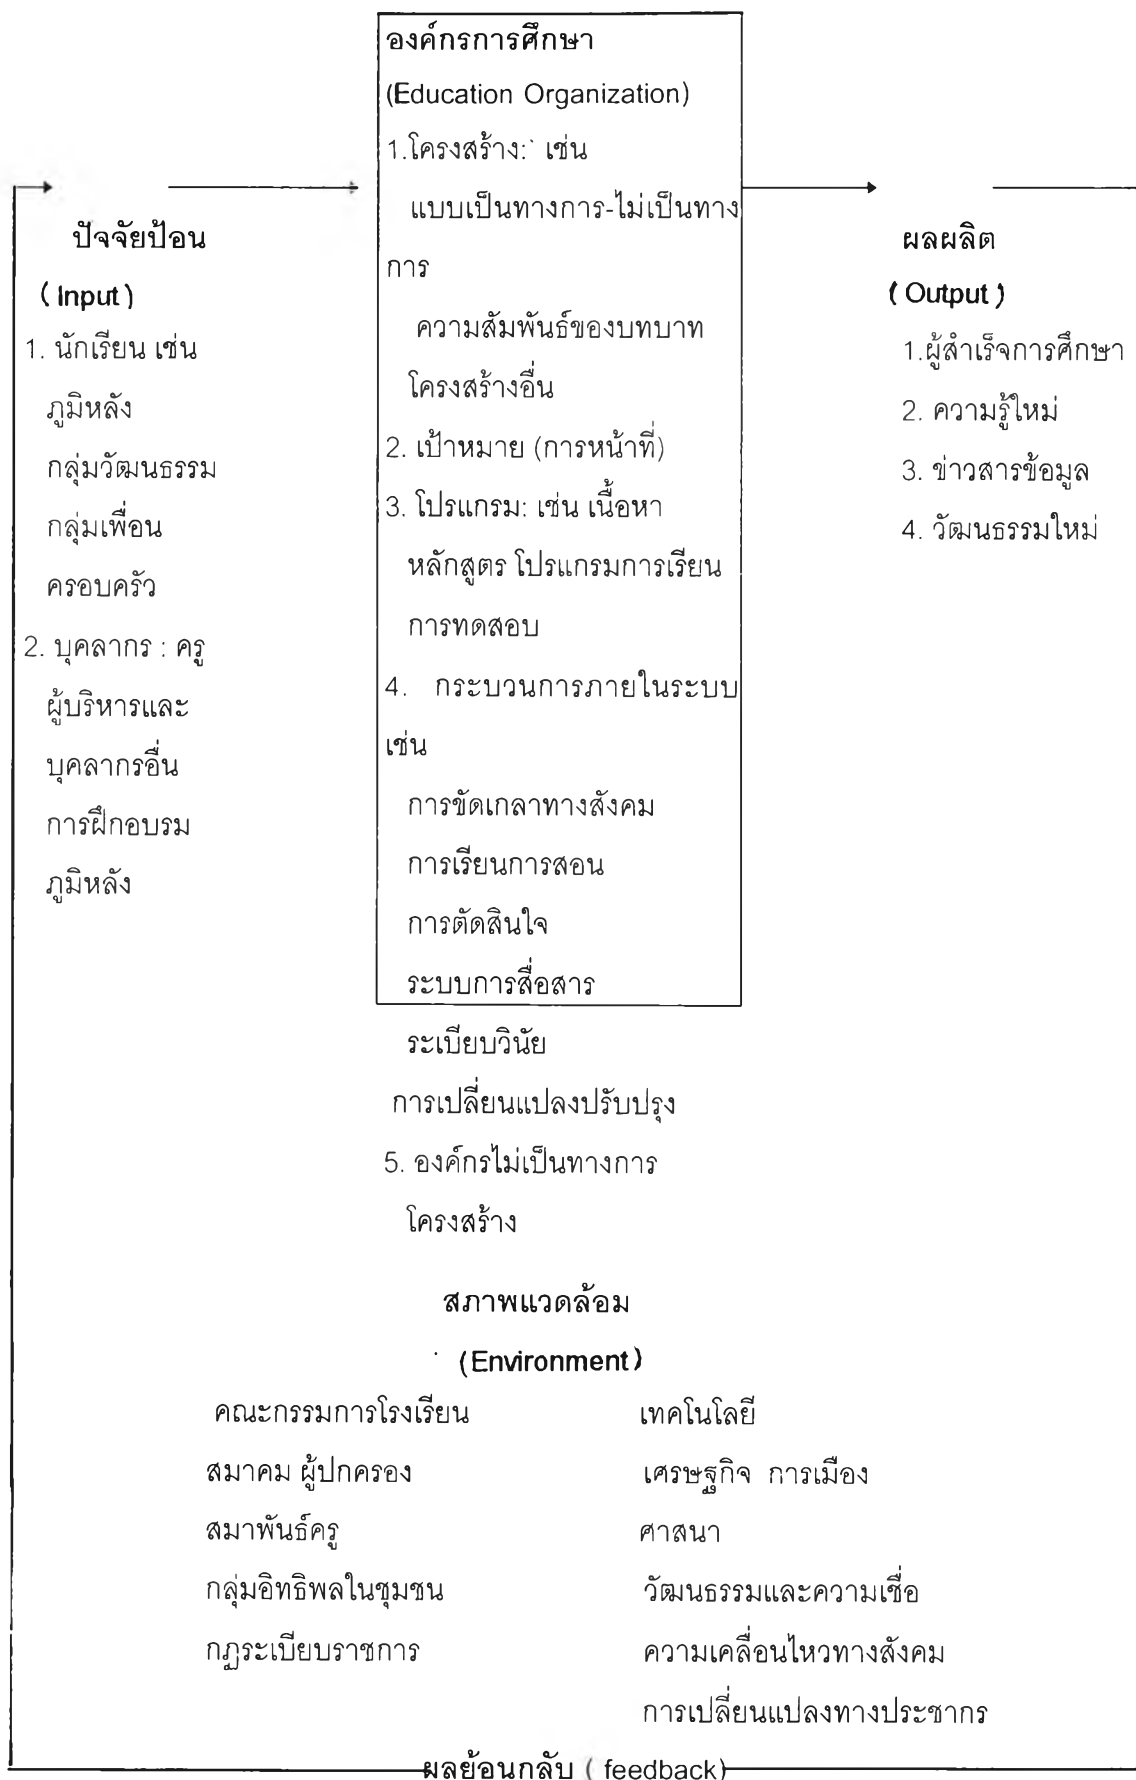 องค์กรการศึกษา
(Education Organization)
1.โครงสร้าง: เช่น
แบบเป็นทางการ-ไม่เป็นทาง
การ
ความสัมพันธ์ของบทบาท
โครงสร้างอื่น
2. เป้าหมาย (การหน้าที่)
3. โปรแกรม: เช่น เนื้อหา
หลักสูตร โปรแกรมการเรียน
การทดสอบ
4. กระบวนการภายในระบบ
เช่น
การขัดเกลาทางสังคม
การเรียนการสอน
การตัดสินใจ
ระบบการสื่อสาร
ระเบียบวินัย
การเปลี่ยนแปลงปรับปรุง
5. องค์กรไม่เป็นทางการ
โครงสร้าง
ปัจจัยป้อน
( Input )
1. นักเรียน เช่น
ภูมิหลัง
กลุ่มวัฒนธรรม
กลุ่มเพื่อน
ครอบครัว
2. บุคลากร : ครู
ผู้บริหารและ
บุคลากรอื่น
การฝึกอบรม
ภูมิหลัง
ผลผลิต
( Output )
1.ผู้สำเร็จการศึกษา
2. ความรู้ใหม่
3. ข่าวสารข้อมูล
4. วัฒนธรรมใหม่
สภาพแวดล้อม
(Environment)
คณะกรรมการโรงเรียน
สมาคม ผู้ปกครอง
สมาพันธ์ครู
กลุ่มอิทธิพลในชุมชน
กฎระเบียบราชการ
เทคโนโลยี
เศรษฐกิจ การเมือง
ศาสนา
วัฒนธรรมและความเชื่อ
ความเคลื่อนไหวทางสังคม
การเปลี่ยนแปลงทางประชากร
ผลย้อนกลับ ( feedback)